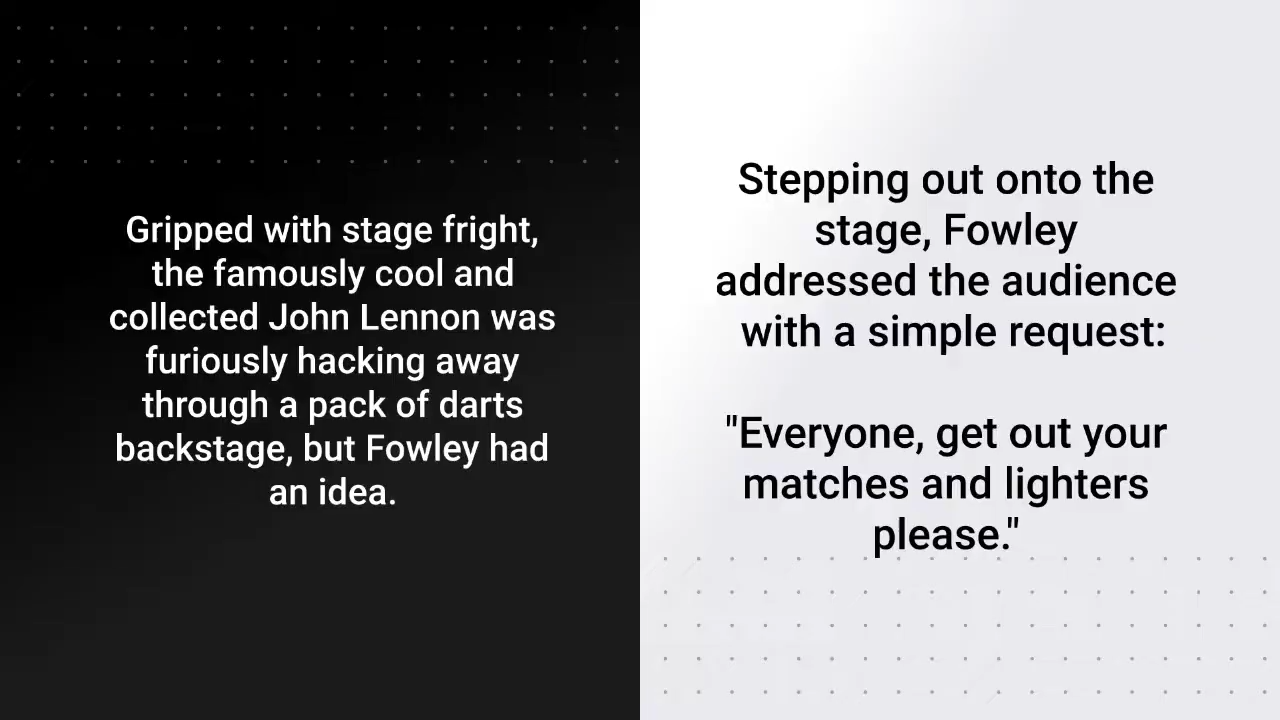 Gripped with stage fright,
the famously cool and
collected John Lennon was
furiously hacking away
through a pack of darts
backstage, but Fowley had
an idea.
Stepping out onto the
stage, Fowley
addressed the audience
with a simple request:
"Everyone, get out your
matches and lighters
please."